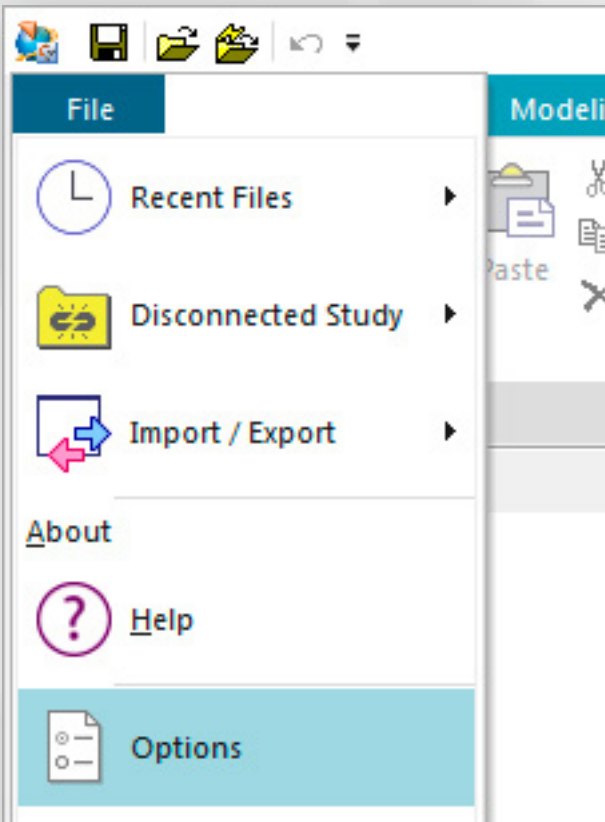 File
Modeli
Recent Files
Paste
Disconnected Study
Import / Export
About
Help
Options